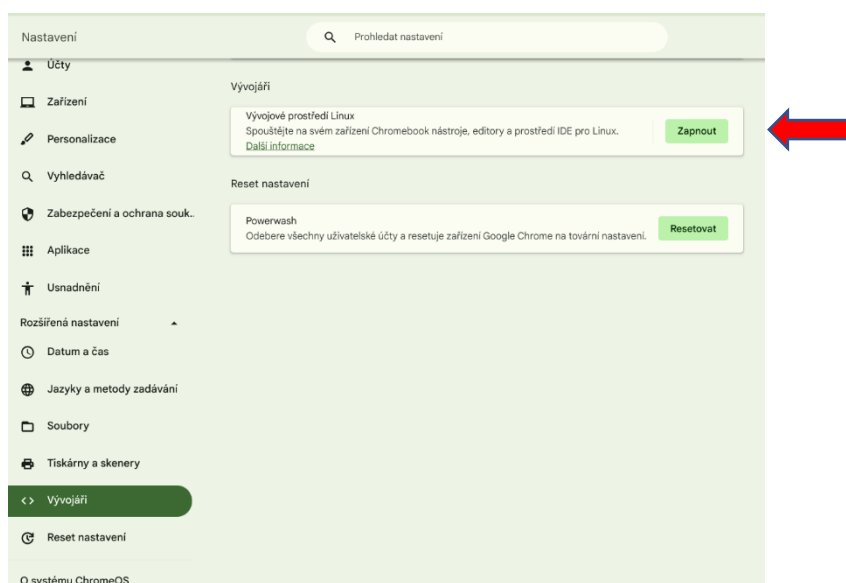 Nastavení
Prohledat nastavení
Účty
Zařízení
Personalizace
Vyhledávač
Zabezpečení a ochrana souk..
Aplikace
Usnadnění
Rozšířená nastavení
Datum a čas
Jazyky a metody zadávání
Soubory
Tiskárny a skenery
Vývojáři
Reset nastavení
O systému ChromeOS
Vývojáři
Vývojové prostředí Linux
Spouštějte na svém zařízení Chromebook nástroje, editory a prostředí IDE pro Linux.
Další informace
Zapnout
Reset nastavení
Powerwash
Odebere všechny uživatelské účty a resetuje zařízení Google Chrome na tovární nastavení.
Resetovat